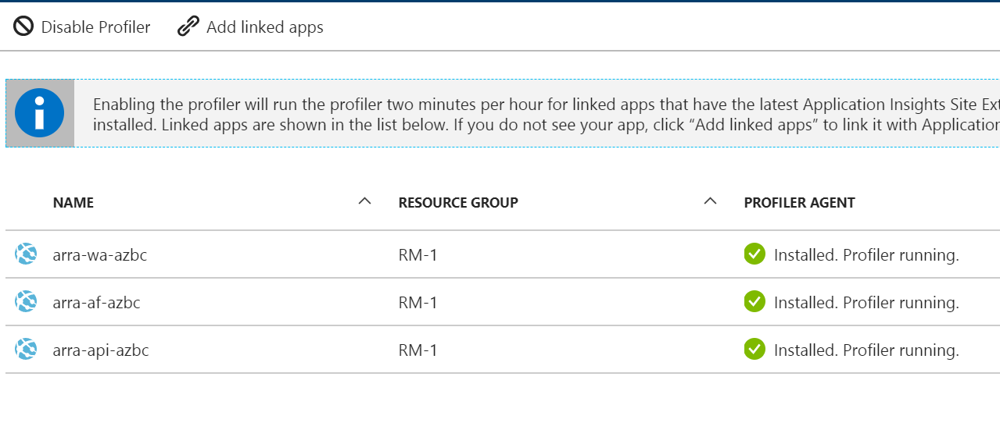 Disable Profiler Add linked apps
Enabling the profiler will run the profiler two minutes per hour for linked apps that have the latest Application Insights Site
installed. Linked apps are shown in the list below. If you do not see your app, click “Add linked apps” to link it with Application
NAME RESOURCE GROUP PROFILER AGENT
arra-wa-azbc RM-1 Installed. Profiler running.
arra-af-azbc RM-1 Installed. Profiler running.
arra-api-azbc RM-1 Installed. Profiler running.